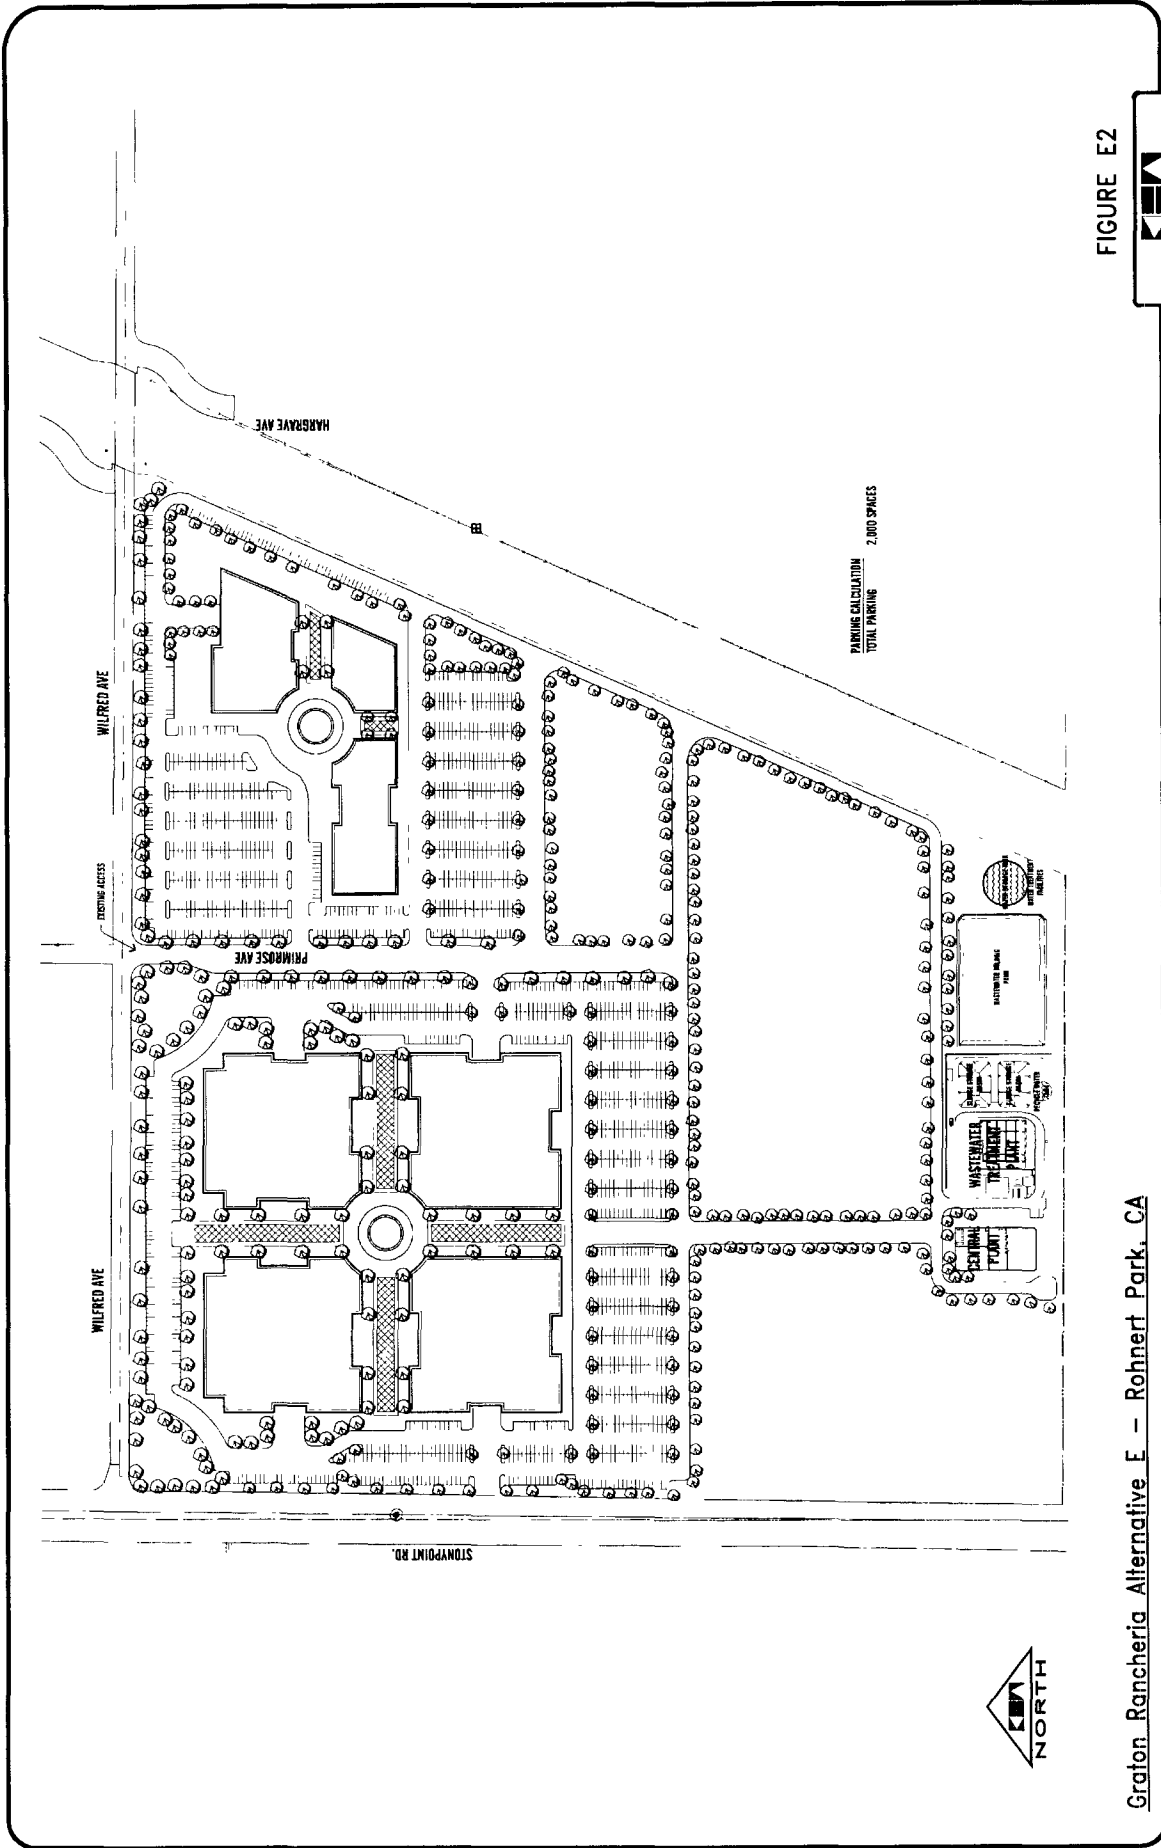 WILFRED AVE
WILFRED AVE
EXISTING ACCESS
HARGRAVE AVE
PRIMROSE AVE
STONYPOINT RD.
PARKING CALCULATION
TOTAL PARKING 2,000 SPACES
WASTEWATER
TREATMENT
PLANT
CENTRAL
PLANT
NORTH
FIGURE E2
Graton Rancheria Alternative E – Rohnert Park, CA